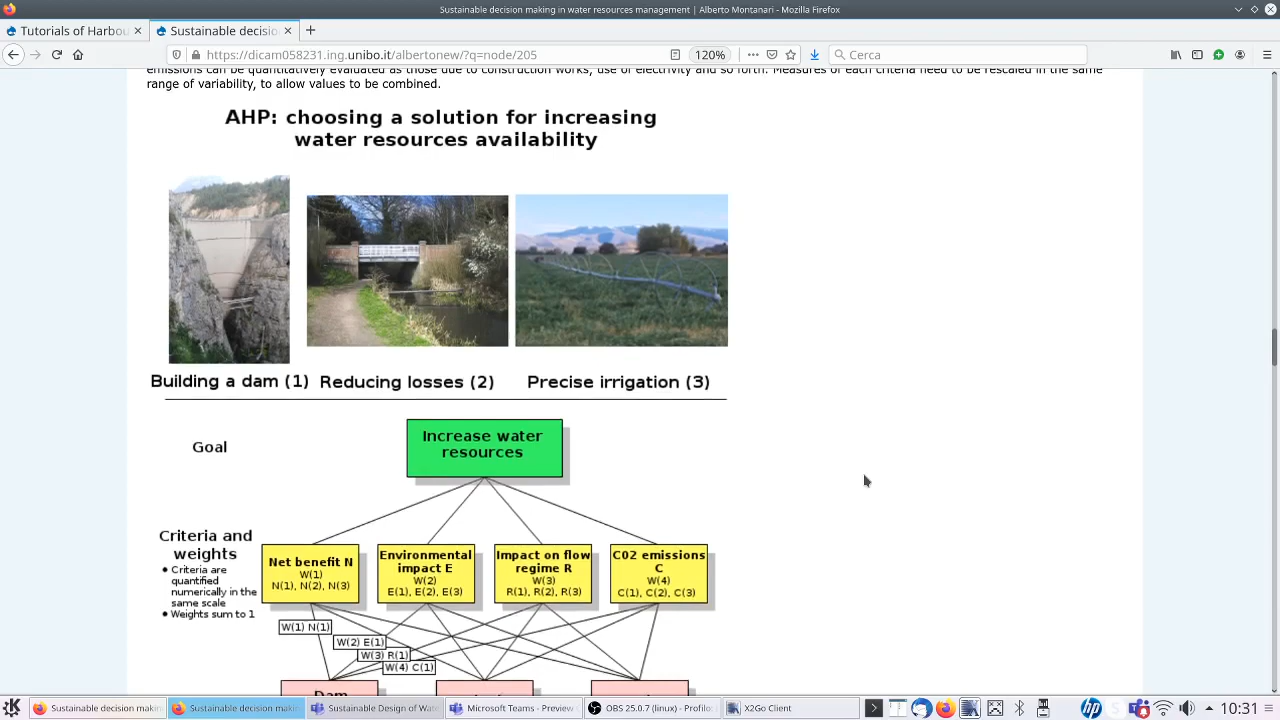 Sustainable decision making in water resources management | Alberto Montanari - Mozilla Firefox
Tutorials of Harbou
Sustainable decisio
https://dicam058231.ing.unibo.it/albertonew/?q=node/205
120%
Cerca
emissions can be quantitatively evaluated as those due to construction works, use of electricity and so forth. Measures of each criteria need to be rescaled in the same
range of variability, to allow values to be combined.
AHP: choosing a solution for increasing
water resources availability
Building a dam (1) Reducing losses (2) Precise irrigation (3)
Goal
Increase water
resources
Criteria and
weights
• Criteria are
quantified
numerically in the
same scale
• Weights sum to 1
Net benefit N
W(1)
N(1), N(2), N(3)
Environmental
impact E
W(2)
E(1), E(2), E(3)
Impact on flow
regime R
W(3)
R(1), R(2), R(3)
C02 emissions
C
W(4)
C(1), C(2), C(3)
W(1) N(1)
W(2) E(1)
W(3) R(1)
W(4) C(1)
Dam
Sustainable decision makin
Sustainable decision makin
Sustainable Design of Wat
Microsoft Teams - Preview
OBS 25.0.7 (linux) - Profilo:
X2Go Client
10:31